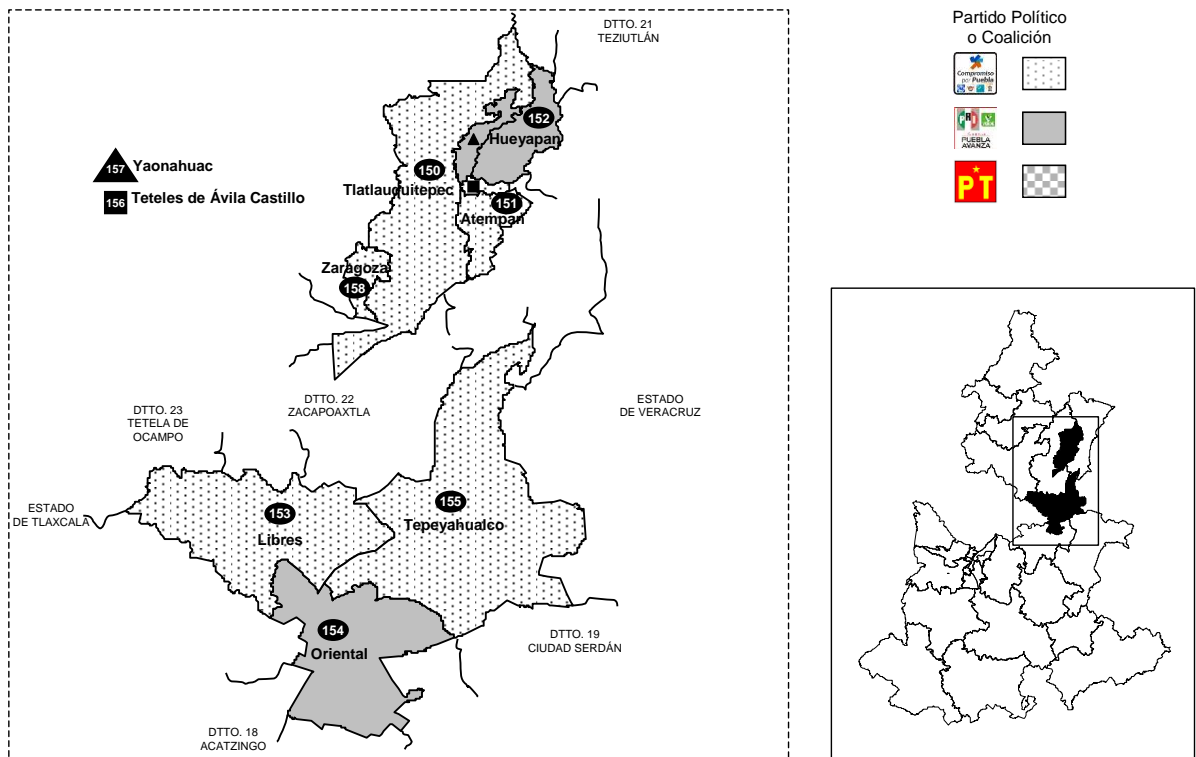 DTTO. 21
TEZIUTLÁN
Partido Político
o Coalición
Compromiso
por Puebla
PRI
PUEBLA
AVANZA
PT
152
Hueyapan
157 Yaonahuac
156 Teteles de Ávila Castillo
150
Tlatlauquitepec
151
Atempan
Zaragoza
158
DTTO. 23
TETELA DE
OCAMPO
DTTO. 22
ZACAPOAXTLA
ESTADO
DE VERACRUZ
ESTADO
DE TLAXCALA
153
Libres
155
Tepeyahualco
154
Oriental
DTTO. 19
CIUDAD SERDÁN
DTTO. 18
ACATZINGO